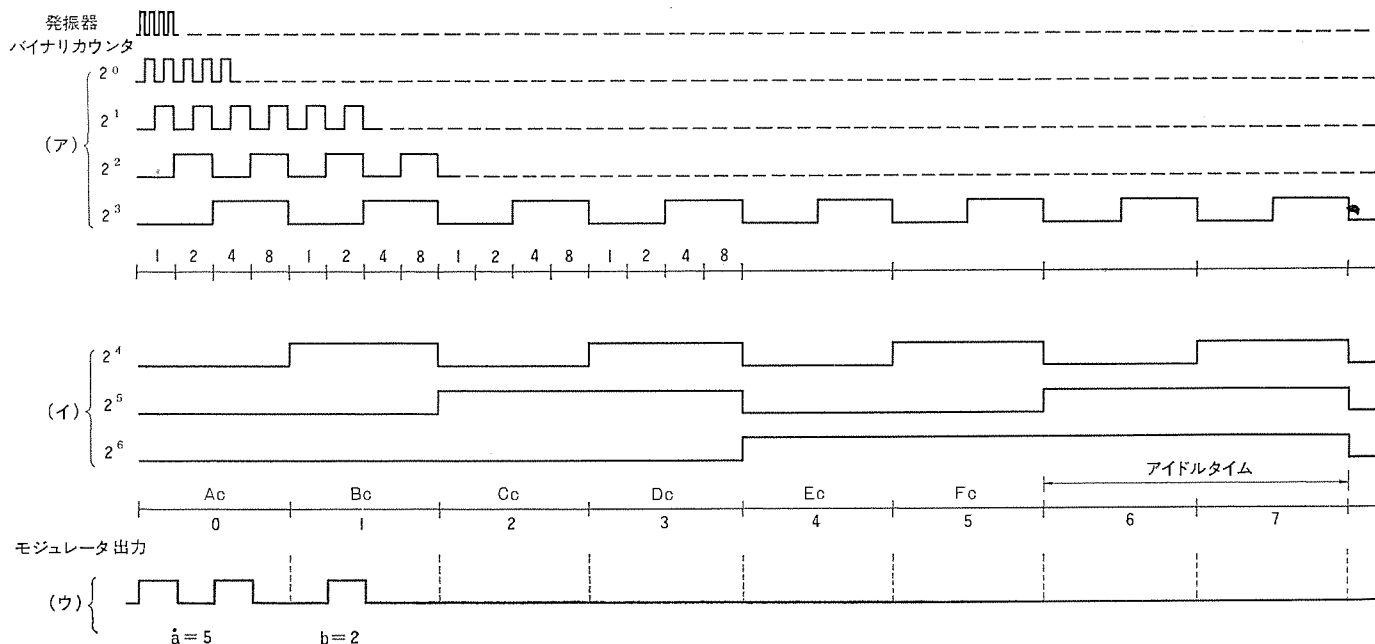 発振器
バイナリカウンタ
(ア)
2⁰
2¹
2²
2³
1 2 4 8 1 2 4 8 1 2 4 8 1 2 4 8
(イ)
2⁴
2⁵
2⁶
アイドルタイム
Ac Bc Cc Dc Ec Fc
0 1 2 3 4 5 6 7
モジュレータ出力
(ウ)
ȧ=5 b=2